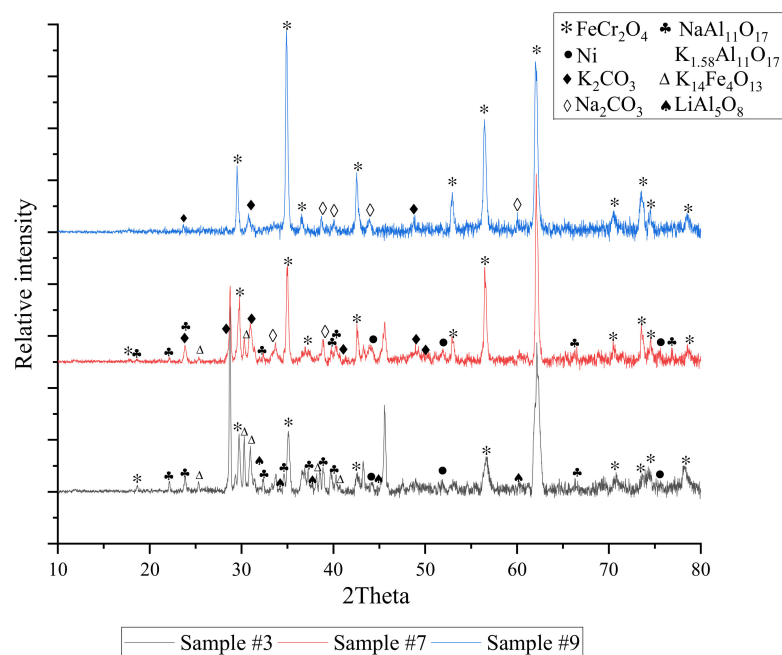 * FeCr₂O₄ ♣ NaAl₁₁O₁₇
● Ni K₁.₅₈Al₁₁O₁₇
♦ K₂CO₃ Δ K₁₄Fe₄O₁₃
◊ Na₂CO₃ ♠ LiAl₅O₈
Relative intensity
10 20 30 40 50 60 70 80
2Theta
Sample #3 Sample #7 Sample #9